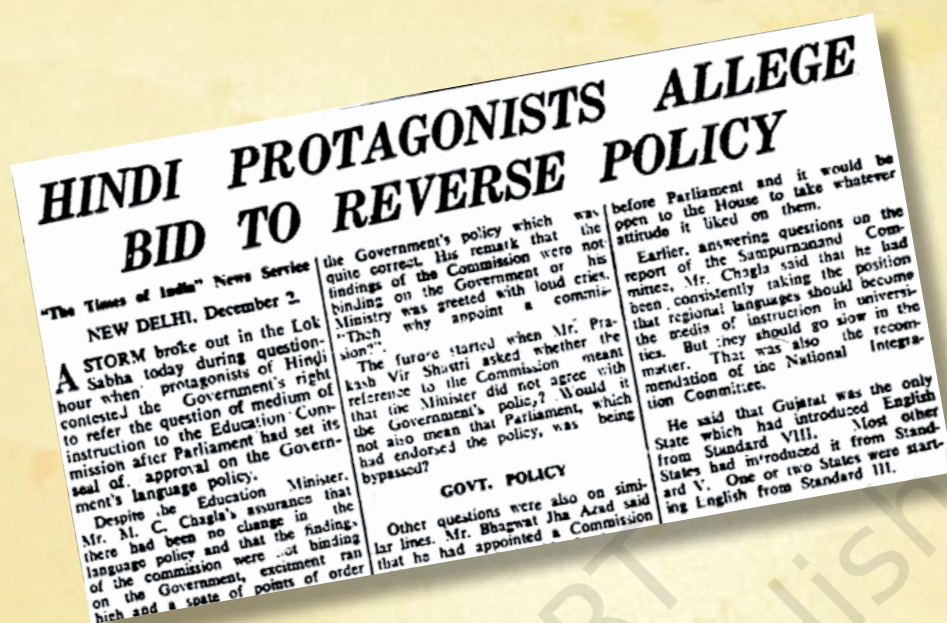 HINDI PROTAGONISTS ALLEGE
BID TO REVERSE POLICY
"The Times of India" News Service
NEW DELHI, December 2.
A STORM broke out in the Lok
Sabha today during question-
hour when protagonists of Hindi
contested the Government's right
to refer the question of medium of
instruction to the Education Com-
mission after Parliament had set its
seal of approval on the Govern-
ment's language policy.
Despite the Education Minister,
Mr. M. C. Chagla's assurance that
there had been no change in the
language policy and that the findings
of the commission were not binding
on the Government, excitment ran
high and a spate of points of order
the Government's policy which was
quite correct. His remark that the
findings of the Commission were not
binding on the Government or his
Ministry was greeted with loud cries.
"Then why appoint a commis-
sion?".
The furore started when Mr. Pra-
kash Vir Shastri asked whether the
reference to the Commission meant
that the Minister did not agree with
the Government's policy? Would it
not also mean that Parliament, which
had endorsed the policy, was being
bypassed?
GOVT. POLICY
Other questions were also on simi-
lar lines. Mr. Bhagwat Jha Azad said
that he had appointed a Commission
before Parliament and it would be
open to the House to take whatever
attitude it liked on them.
Earlier, answering questions on the
report of the Sampurnanand Com-
mittee, Mr. Chagla said that he had
been consistently taking the position
that regional languages should become
the media of instruction in universi-
ties. But they should go slow in the
matter. That was also the recom-
mendation of the National Integra-
tion Committee.
He said that Gujarat was the only
State which had introduced English
from Standard VIII. Most other
States had introduced it from Stand-
ard V. One or two States were start-
ing English from Standard III.